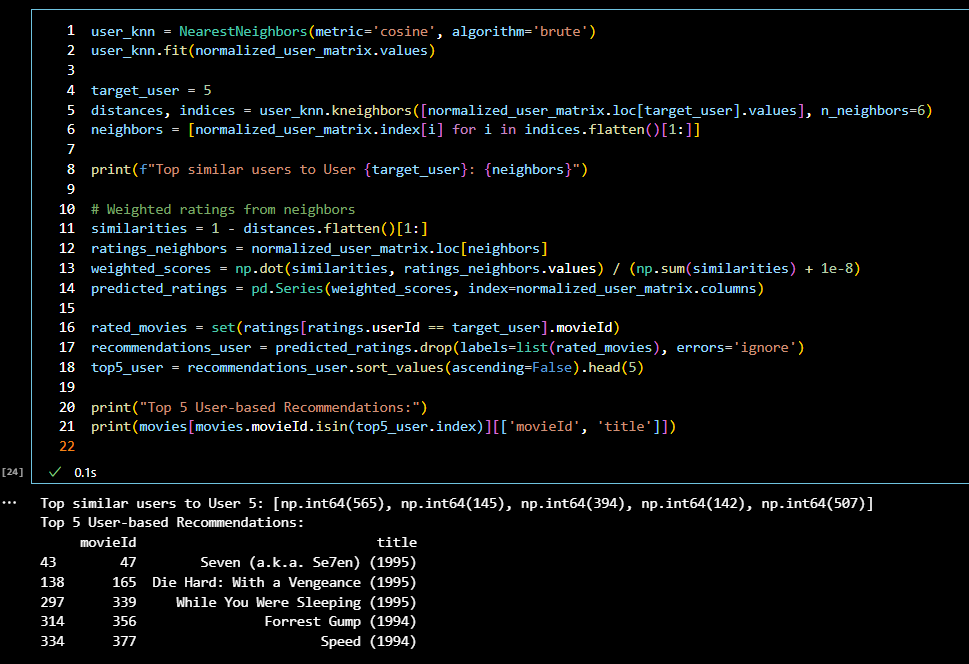 1 user_knn = NearestNeighbors(metric='cosine', algorithm='brute')
2 user_knn.fit(normalized_user_matrix.values)
3
4 target_user = 5
5 distances, indices = user_knn.kneighbors([normalized_user_matrix.loc[target_user].values], n_neighbors=6)
6 neighbors = [normalized_user_matrix.index[i] for i in indices.flatten()[1:]]
7
8 print(f"Top similar users to User {target_user}: {neighbors}")
9
10 # Weighted ratings from neighbors
11 similarities = 1 - distances.flatten()[1:]
12 ratings_neighbors = normalized_user_matrix.loc[neighbors]
13 weighted_scores = np.dot(similarities, ratings_neighbors.values) / (np.sum(similarities) + 1e-8)
14 predicted_ratings = pd.Series(weighted_scores, index=normalized_user_matrix.columns)
15
16 rated_movies = set(ratings[ratings.userId == target_user].movieId)
17 recommendations_user = predicted_ratings.drop(labels=list(rated_movies), errors='ignore')
18 top5_user = recommendations_user.sort_values(ascending=False).head(5)
19
20 print("Top 5 User-based Recommendations:")
21 print(movies[movies.movieId.isin(top5_user.index)][['movieId', 'title']])
22
[24] ✓ 0.1s
... Top similar users to User 5: [np.int64(565), np.int64(145), np.int64(394), np.int64(142), np.int64(507)]
Top 5 User-based Recommendations:
movieId title
43 47 Seven (a.k.a. Se7en) (1995)
138 165 Die Hard: With a Vengeance (1995)
297 339 While You Were Sleeping (1995)
314 356 Forrest Gump (1994)
334 377 Speed (1994)